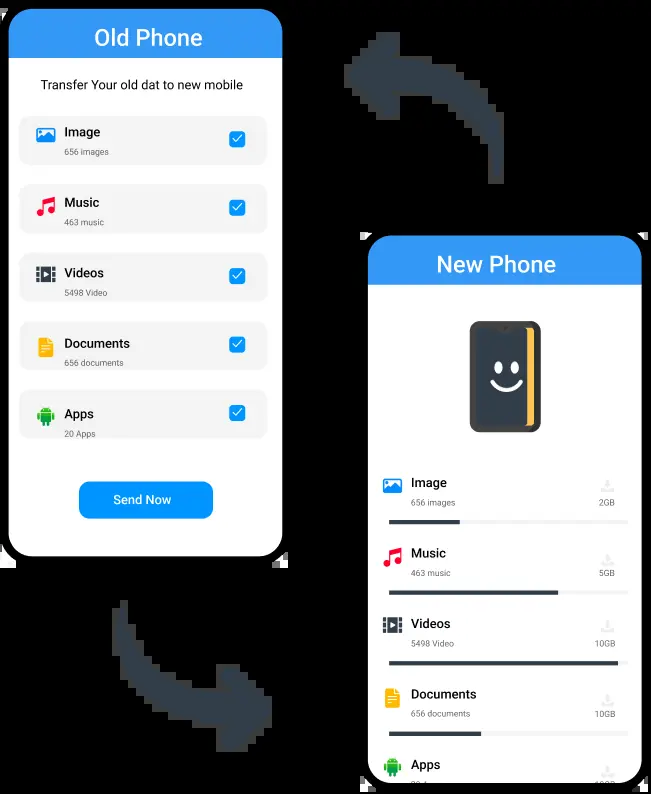 Old Phone
Transfer Your old dat to new mobile
Image
656 images
Music
463 music
Videos
5498 Video
Documents
656 documents
Apps
20 Apps
Send Now
New Phone
Image
656 images
2GB
Music
463 music
5GB
Videos
5498 Video
10GB
Documents
656 documents
10GB
Apps